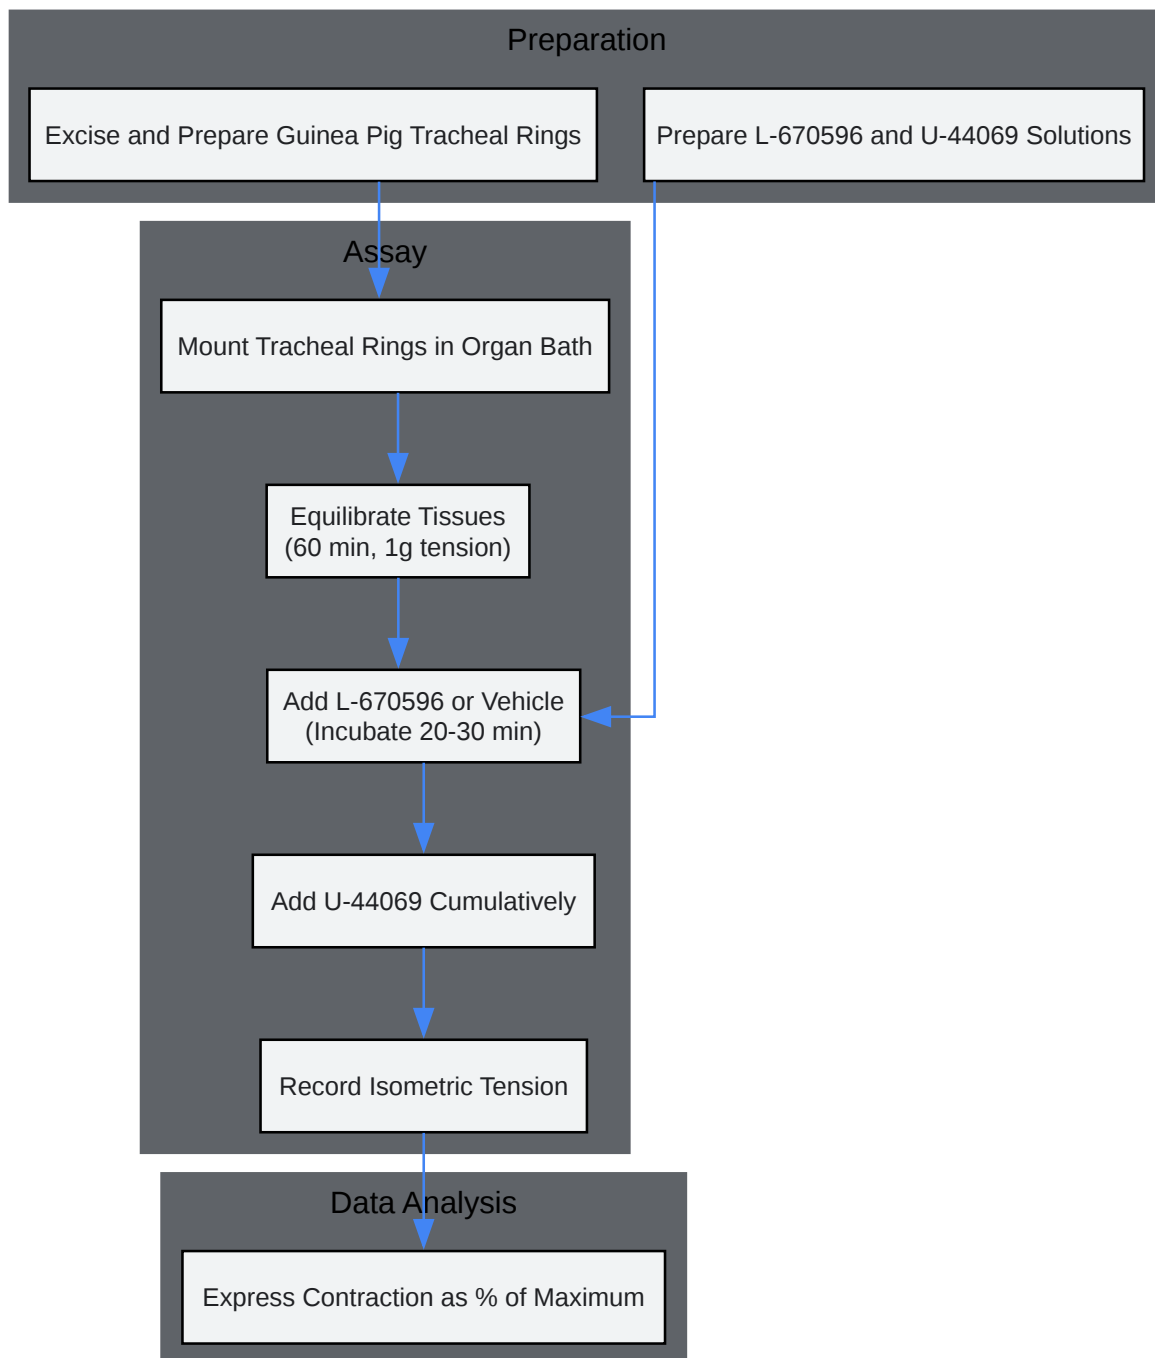 Preparation
Excise and Prepare Guinea Pig Tracheal Rings
Prepare L-670596 and U-44069 Solutions
Assay
Mount Tracheal Rings in Organ Bath
Equilibrate Tissues
(60 min, 1g tension)
Add L-670596 or Vehicle
(Incubate 20-30 min)
Add U-44069 Cumulatively
Record Isometric Tension
Data Analysis
Express Contraction as % of Maximum